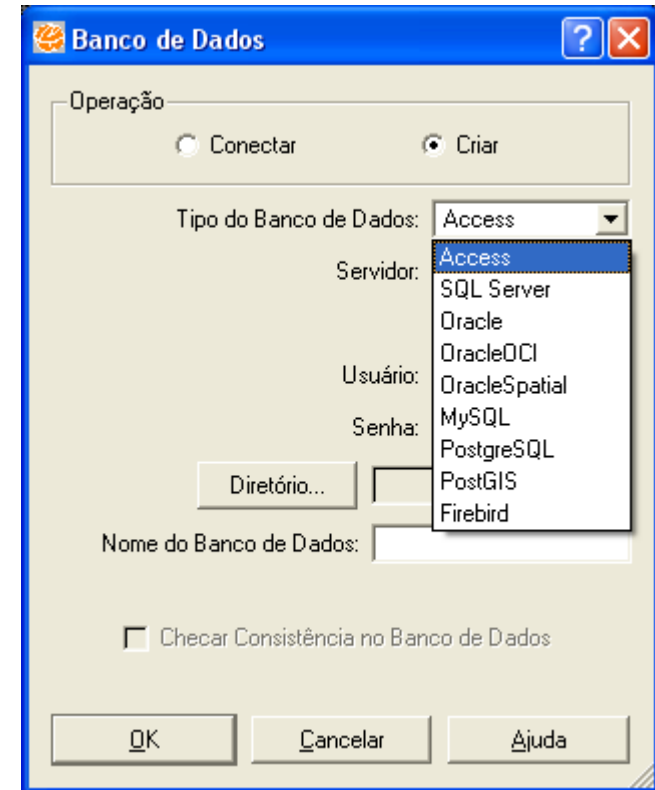 Banco de Dados
Operação
Conectar
Criar
Tipo do Banco de Dados: Access
Access
SQL Server
Oracle
OracleOCI
OracleSpatial
MySQL
PostgreSQL
PostGIS
Firebird
Servidor:
Usuário:
Senha:
Diretório...
Nome do Banco de Dados:
Checar Consistência no Banco de Dados
OK
Cancelar
Ajuda